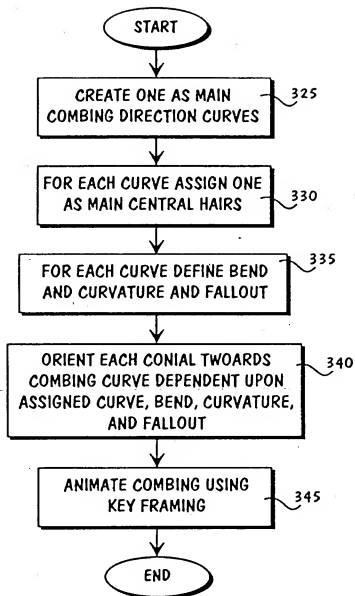 START
CREATE ONE AS MAIN
COMBING DIRECTION CURVES
325
FOR EACH CURVE ASSIGN ONE
AS MAIN CENTRAL HAIRS
330
FOR EACH CURVE DEFINE BEND
AND CURVATURE AND FALLOUT
335
ORIENT EACH CONIAL TWOARDS
COMBING CURVE DEPENDENT UPON
ASSIGNED CURVE, BEND, CURVATURE,
AND FALLOUT
340
ANIMATE COMBING USING
KEY FRAMING
345
END